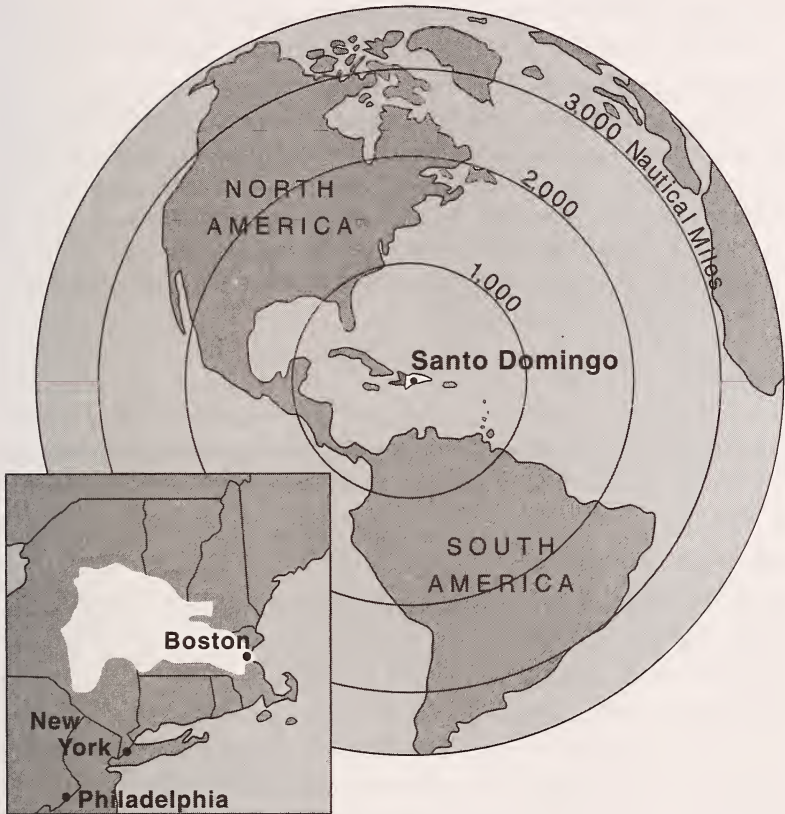 3,000 Nautical Miles
2,000
1,000
NORTH
AMERICA
Santo Domingo
SOUTH
AMERICA
Boston
New
York
Philadelphia